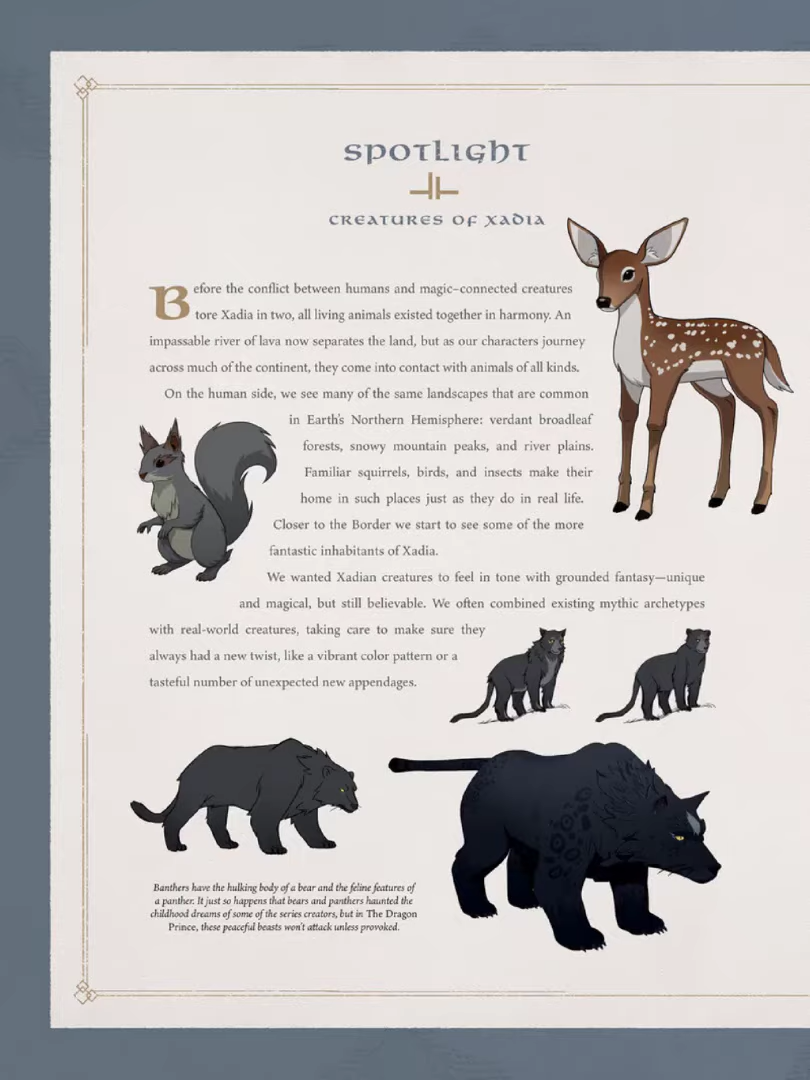 SPOTLIGHT
CREATURES OF XADIA
Before the conflict between humans and magic–connected creatures
tore Xadia in two, all living animals existed together in harmony. An
impassable river of lava now separates the land, but as our characters journey
across much of the continent, they come into contact with animals of all kinds.
On the human side, we see many of the same landscapes that are common
in Earth's Northern Hemisphere: verdant broadleaf
forests, snowy mountain peaks, and river plains.
Familiar squirrels, birds, and insects make their
home in such places just as they do in real life.
Closer to the Border we start to see some of the more
fantastic inhabitants of Xadia.
We wanted Xadian creatures to feel in tone with grounded fantasy—unique
and magical, but still believable. We often combined existing mythic archetypes
with real-world creatures, taking care to make sure they
always had a new twist, like a vibrant color pattern or a
tasteful number of unexpected new appendages.
Banthers have the hulking body of a bear and the feline features of
a panther. It just so happens that bears and panthers haunted the
childhood dreams of some of the series creators, but in The Dragon
Prince, these peaceful beasts won't attack unless provoked.